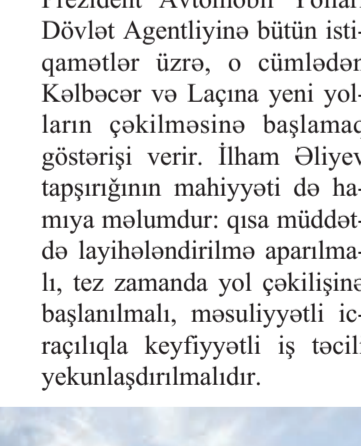 Prezident Avtomobil Yolları
Dövlət Agentliyinə bütün isti-
qamətlər üzrə, o cümlədən
Kəlbəcər və Laçına yeni yol-
ların çəkilməsinə başlamaq
göstərişi verir. İlham Əliyev
tapşırığının mahiyyəti də ha-
mıya məlumdur: qısa müddət-
də layihələndirilmə aparılma-
lı, tez zamanda yol çəkilişinə
başlanılmalı, məsuliyyətli ic-
raçılıqla keyfiyyətli iş təcili
yekunlaşdırılmalıdır.